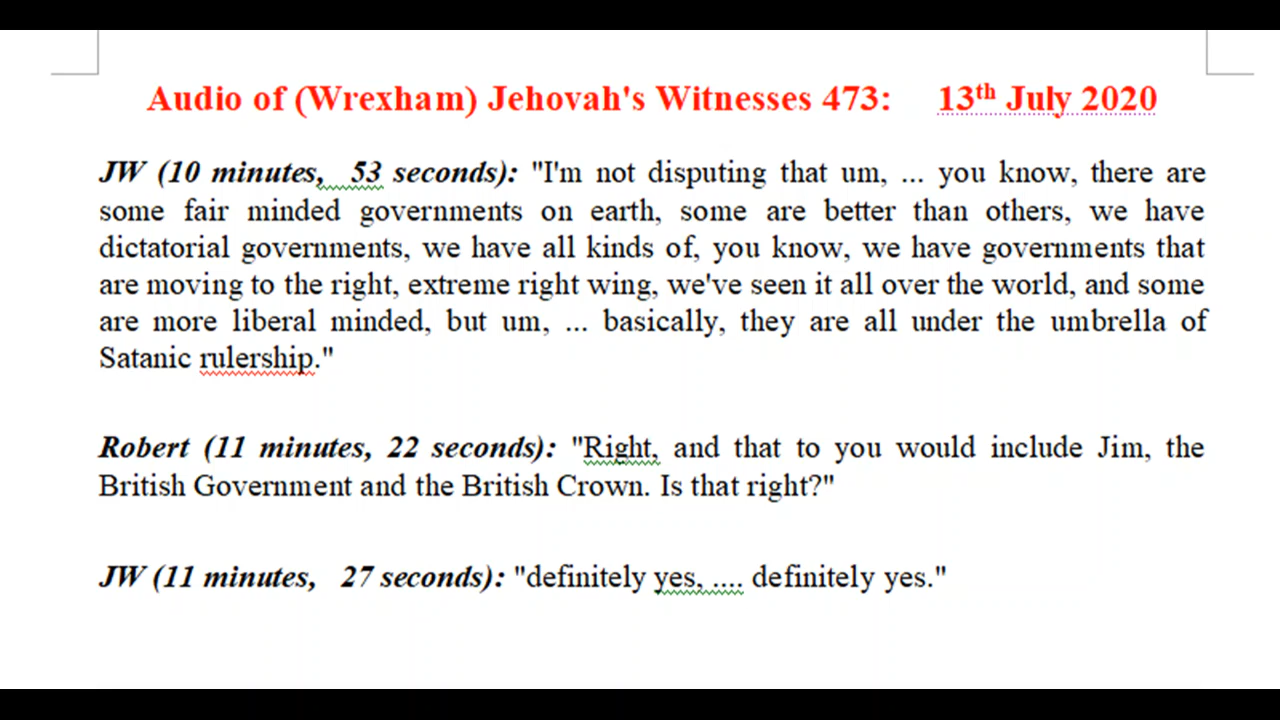 Audio of (Wrexham) Jehovah's Witnesses 473: 13th July 2020
JW (10 minutes, 53 seconds): "I'm not disputing that um, ... you know, there are
some fair minded governments on earth, some are better than others, we have
dictatorial governments, we have all kinds of, you know, we have governments that
are moving to the right, extreme right wing, we've seen it all over the world, and some
are more liberal minded, but um, ... basically, they are all under the umbrella of
Satanic rulership."
Robert (11 minutes, 22 seconds): "Right, and that to you would include Jim, the
British Government and the British Crown. Is that right?"
JW (11 minutes, 27 seconds): "definitely yes, .... definitely yes."